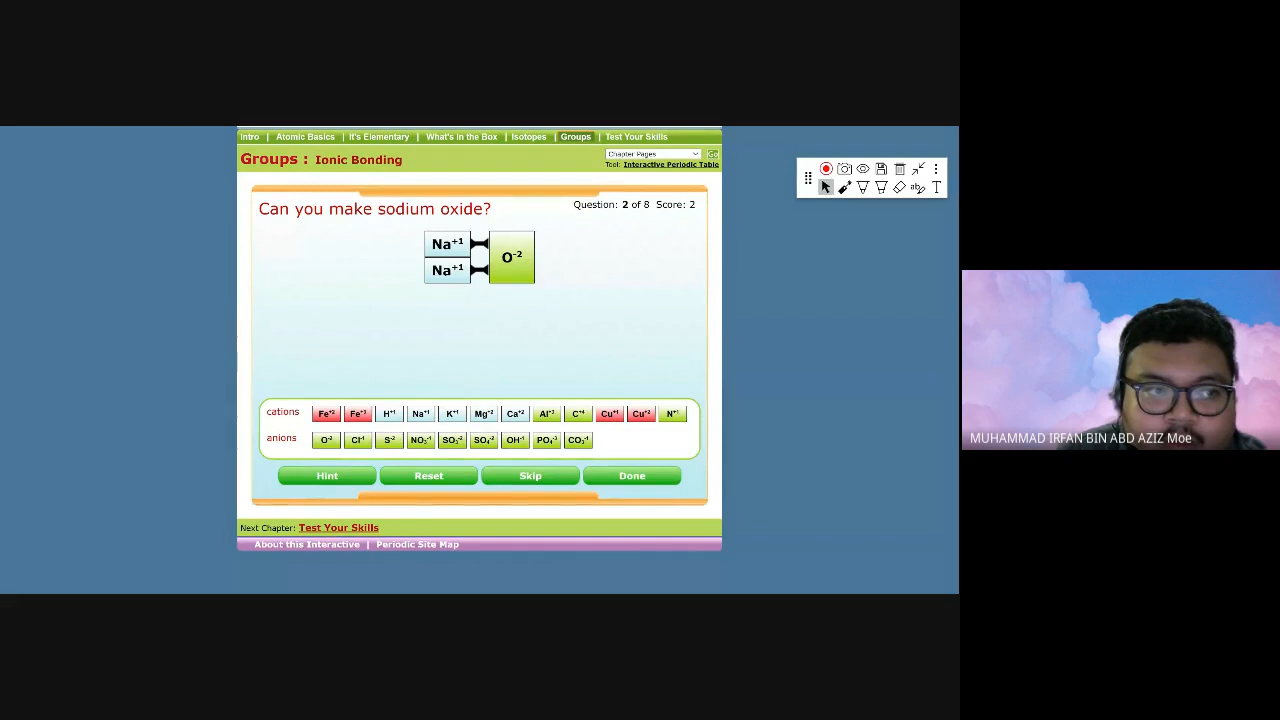 Intro | Atomic Basics | It's Elementary | What's in the Box | Isotopes | Groups | Test Your Skills
Groups : Ionic Bonding
Chapter Pages
Go
Tool: Interactive Periodic Table
Can you make sodium oxide?
Question: 2 of 8 Score: 2
Na+1
Na+1
O-2
cations Fe+2 Fe+3 H+1 Na+1 K+1 Mg+2 Ca+2 Al+3 C+4 Cu+1 Cu+2
anions O-2 Cl-1 S-2 NO3-1 SO3-2 SO4-2 OH-1 PO4-3
Hint Reset Skip Done
Next Chapter: Test Your Skills
About this Interactive | Periodic Site Map
ab
T
MUHAMMAD IRFAN BIN ABD AZIZ Moe